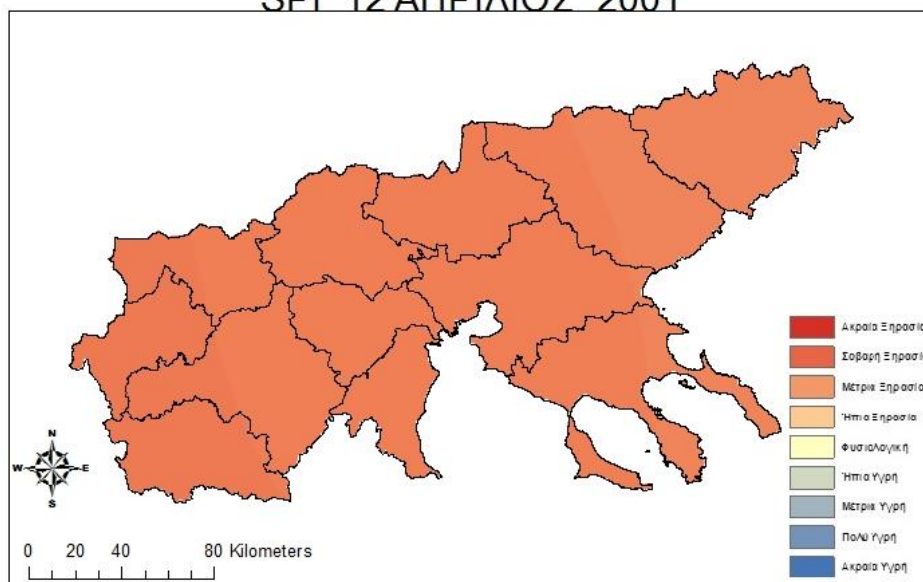 SPI 12 ΑΠΡΙΛΙΟΣ 2001
Ακραία Ξηρασία
Σοβαρή Ξηρασία
Μέτρια Ξηρασία
Ήπια Ξηρασία
Φυσιολογική
Ήπια Υγρή
Μέτρια Υγρή
Πολύ Υγρή
Ακραία Υγρή
N
W E
S
0 20 40 80 Kilometers